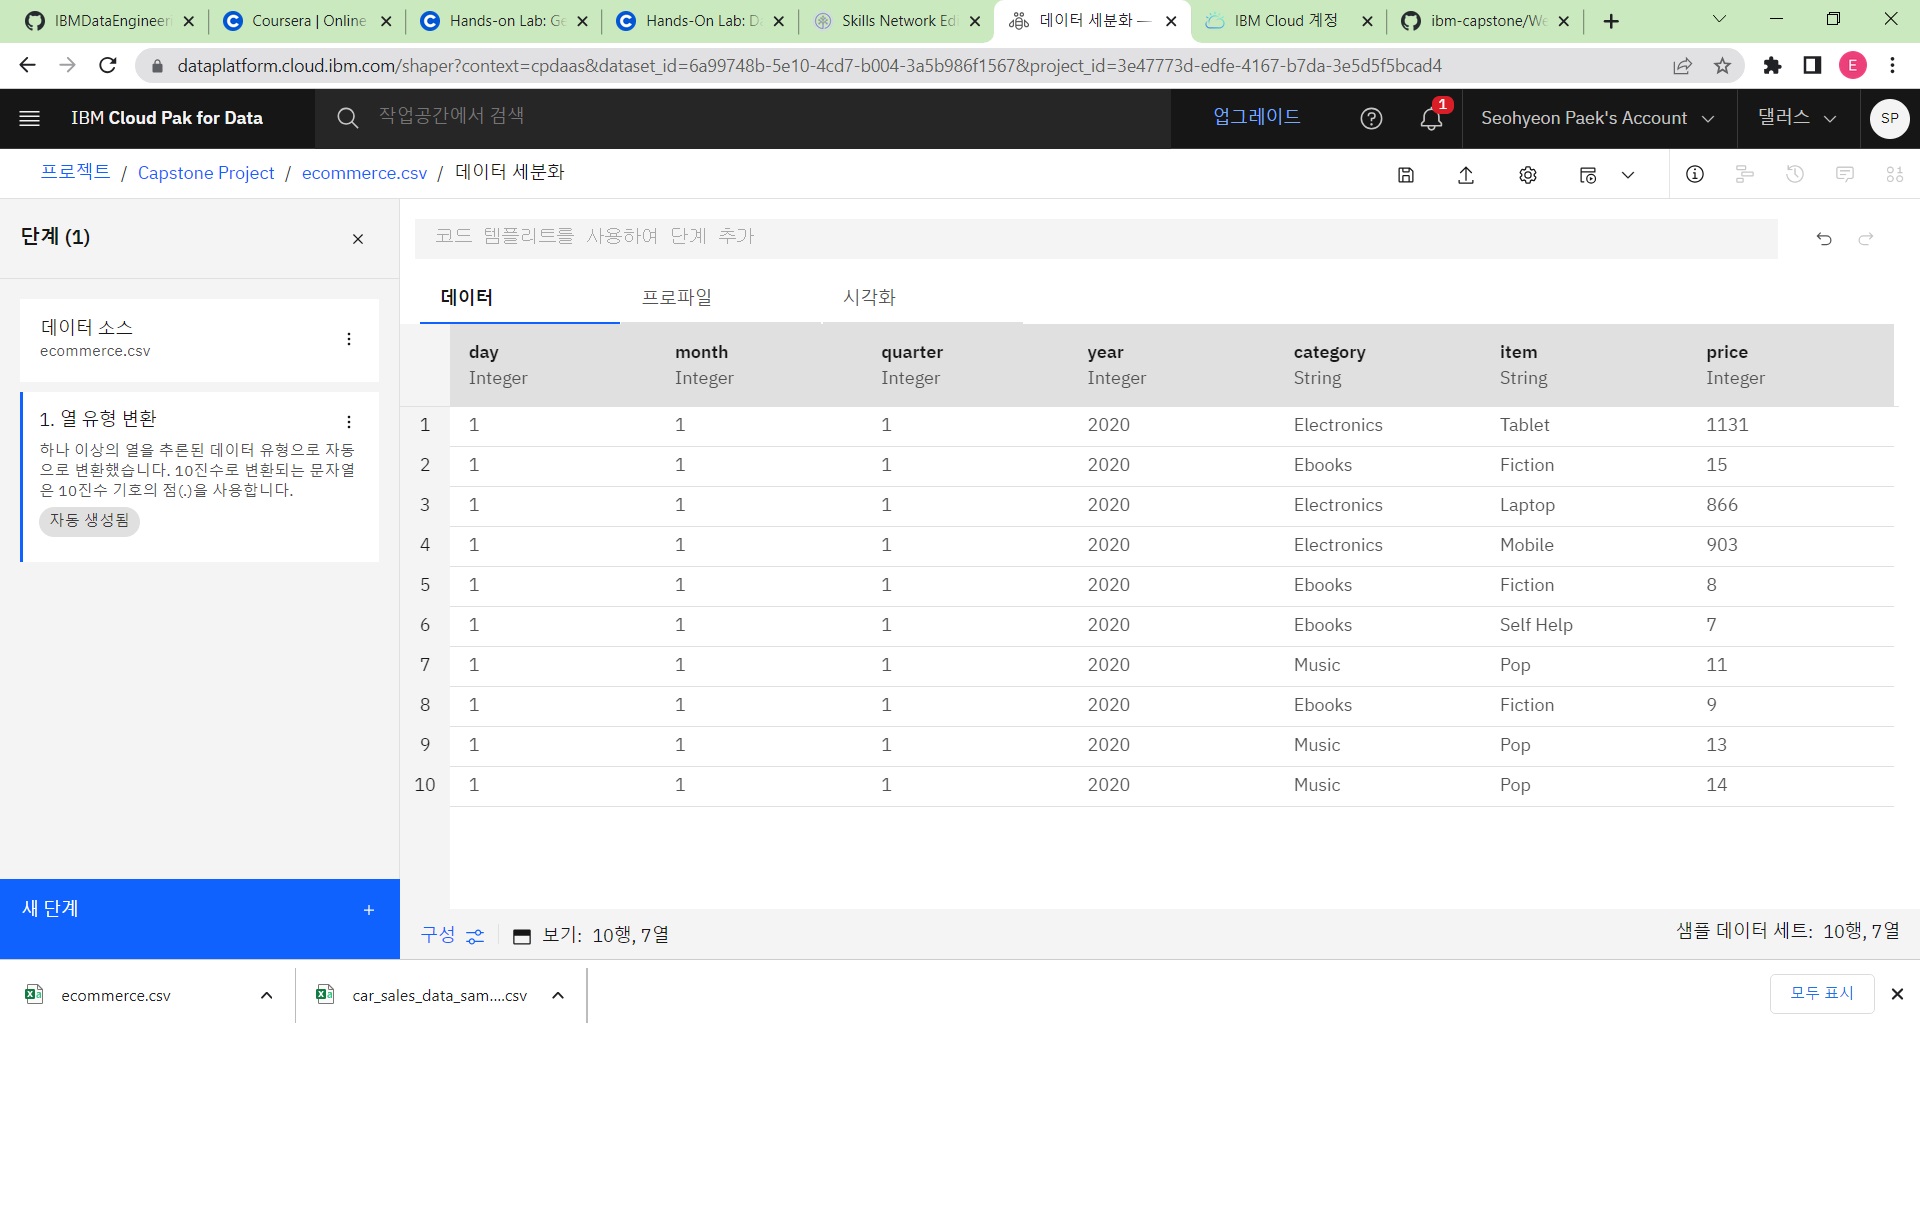 IBMDataEngineeri
Coursera | Online
Hands-on Lab: Ge
Hands-On Lab: Da
Skills Network Edi
데이터 세분화 —
IBM Cloud 계정
ibm-capstone/We
dataplatform.cloud.ibm.com/shaper?context=cpdaas&dataset_id=6a99748b-5e10-4cd7-b004-3a5b986f1567&project_id=3e47773d-edfe-4167-b7da-3e5d5f5bcad4
E
IBM Cloud Pak for Data
작업공간에서 검색
업그레이드
1
Seohyeon Paek's Account
댈러스
SP
프로젝트 / Capstone Project / ecommerce.csv / 데이터 세분화
단계 (1)
코드 템플리트를 사용하여 단계 추가
데이터 소스
ecommerce.csv
1. 열 유형 변환
하나 이상의 열을 추론된 데이터 유형으로 자동
으로 변환했습니다. 10진수로 변환되는 문자열
은 10진수 기호의 점(.)을 사용합니다.
자동 생성됨
새 단계 +
데이터 프로파일 시각화
day month quarter year category item price
Integer Integer Integer Integer String String Integer
1 1 1 1 2020 Electronics Tablet 1131
2 1 1 1 2020 Ebooks Fiction 15
3 1 1 1 2020 Electronics Laptop 866
4 1 1 1 2020 Electronics Mobile 903
5 1 1 1 2020 Ebooks Fiction 8
6 1 1 1 2020 Ebooks Self Help 7
7 1 1 1 2020 Music Pop 11
8 1 1 1 2020 Ebooks Fiction 9
9 1 1 1 2020 Music Pop 13
10 1 1 1 2020 Music Pop 14
구성 보기: 10행, 7열
샘플 데이터 세트: 10행, 7열
ecommerce.csv
car_sales_data_sam....csv
모두 표시